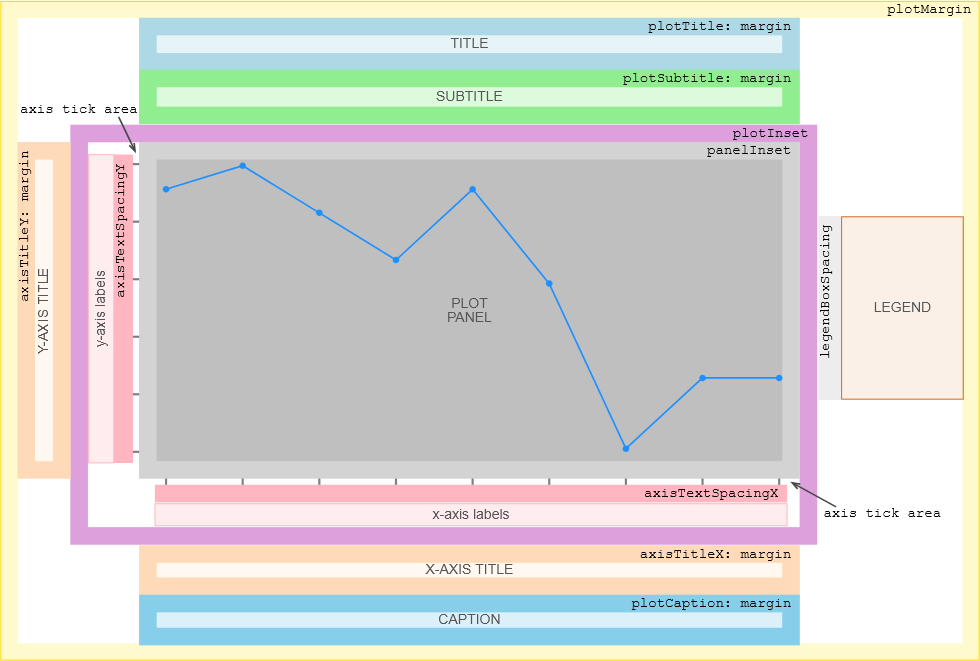 plotMargin
plotTitle: margin
TITLE
plotSubtitle: margin
SUBTITLE
axis tick area
plotInset
panelInset
axisTitleY: margin
Y-AXIS TITLE
y-axis labels
axisTextSpacingY
PLOT
PANEL
legendBoxSpacing
LEGEND
axisTextSpacingX
x-axis labels
axis tick area
axisTitleX: margin
X-AXIS TITLE
plotCaption: margin
CAPTION